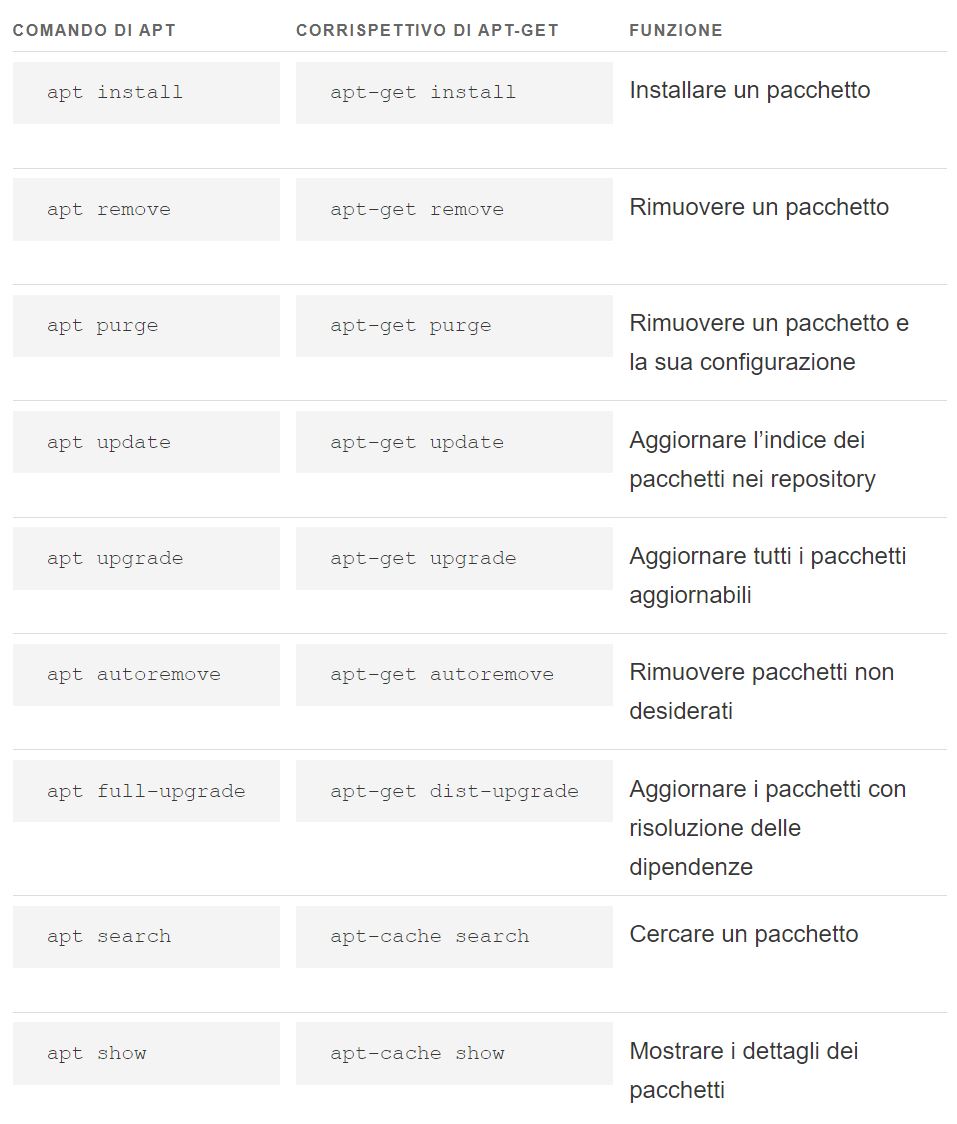 COMANDO DI APT CORRISPETTIVO DI APT-GET FUNZIONE
apt install apt-get install Installare un pacchetto
apt remove apt-get remove Rimuovere un pacchetto
apt purge apt-get purge Rimuovere un pacchetto e
la sua configurazione
apt update apt-get update Aggiornare l’indice dei
pacchetti nei repository
apt upgrade apt-get upgrade Aggiornare tutti i pacchetti
aggiornabili
apt autoremove apt-get autoremove Rimuovere pacchetti non
desiderati
apt full-upgrade apt-get dist-upgrade Aggiornare i pacchetti con
risoluzione delle
dipendenze
apt search apt-cache search Cercare un pacchetto
apt show apt-cache show Mostrare i dettagli dei
pacchetti